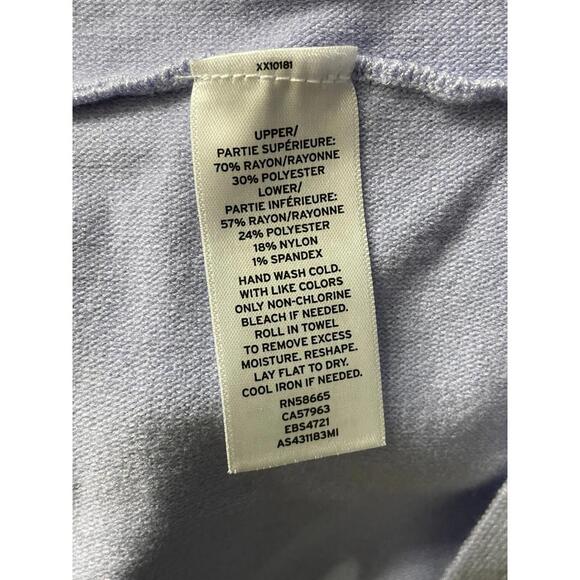 XX10181
UPPER/
PARTIE SUPÉRIEURE:
70% RAYON/RAYONNE
30% POLYESTER
LOWER/
PARTIE INFÉRIEURE:
57% RAYON/RAYONNE
24% POLYESTER
18% NYLON
1% SPANDEX
HAND WASH COLD.
WITH LIKE COLORS
ONLY NON-CHLORINE
BLEACH IF NEEDED.
ROLL IN TOWEL
TO REMOVE EXCESS
MOISTURE. RESHAPE.
LAY FLAT TO DRY.
COOL IRON IF NEEDED.
RN58665
CA57963
EBS4721
AS431183MI